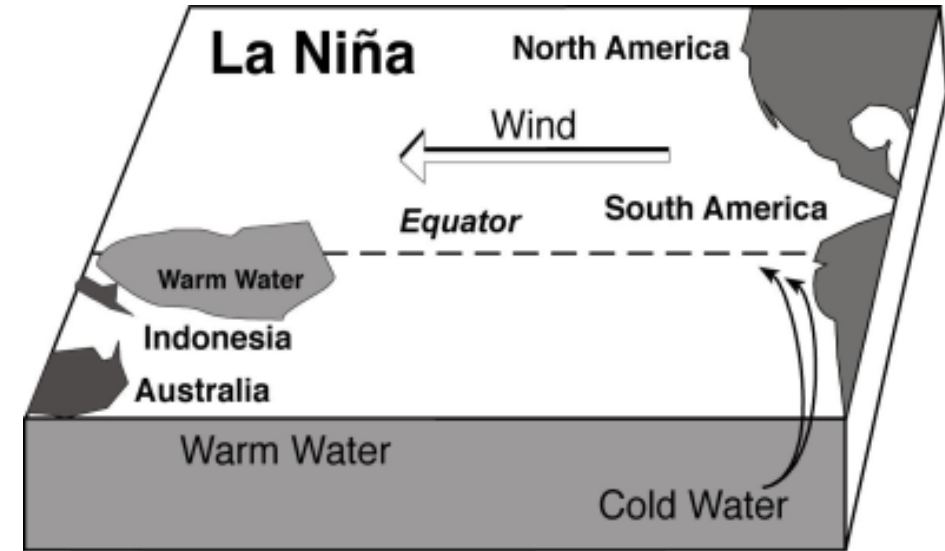 La Niña
North America
Wind
South America
Equator
Warm Water
Indonesia
Australia
Warm Water
Cold Water